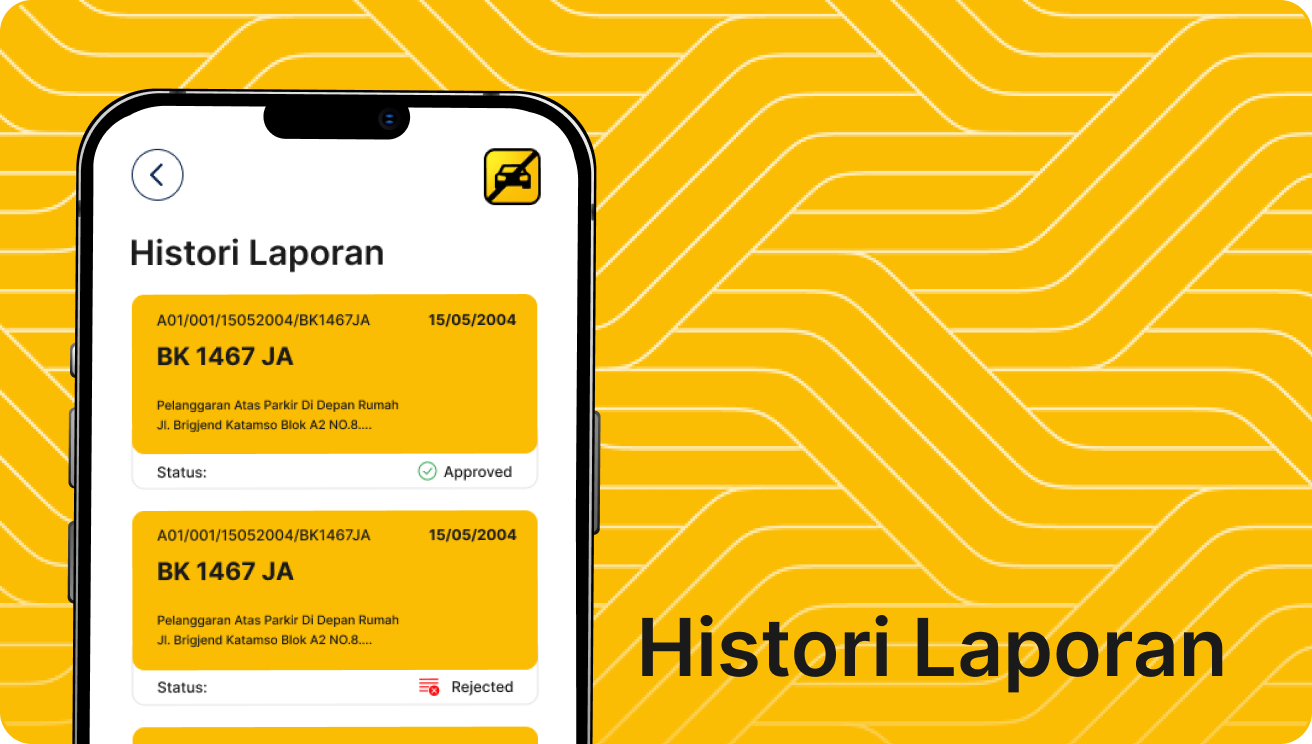 Histori Laporan
A01/001/15052004/BK1467JA 15/05/2004
BK 1467 JA
Pelanggaran Atas Parkir Di Depan Rumah
Jl. Brigjend Katamso Blok A2 NO.8....
Status: Approved
A01/001/15052004/BK1467JA 15/05/2004
BK 1467 JA
Pelanggaran Atas Parkir Di Depan Rumah
Jl. Brigjend Katamso Blok A2 NO.8....
Status: Rejected
Histori Laporan